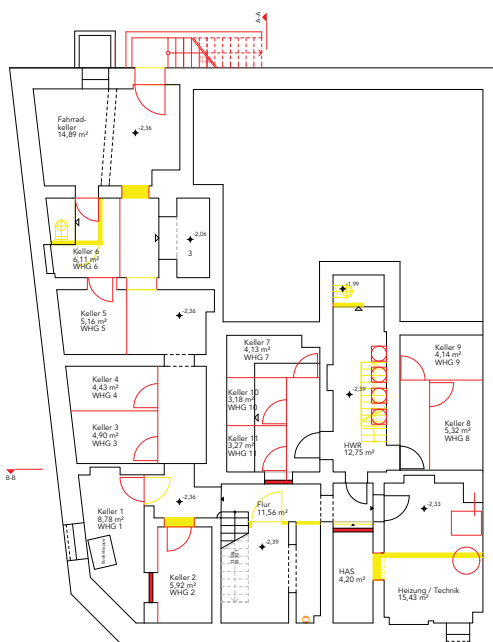 A-A
Fahrrad-
keller
14,89 m²
-2,36
Keller 6
6,11 m²
WHG 6
-2,06
3
Keller 5
5,16 m²
WHG 5
-2,36
-1,99
Keller 7
4,13 m²
WHG 7
Keller 9
4,14 m²
WHG 9
Keller 4
4,43 m²
WHG 4
Keller 10
3,18 m²
WHG 10
-2,39
Keller 3
4,90 m²
WHG 3
Keller 11
3,27 m²
WHG 11
Keller 8
5,32 m²
WHG 8
HWR
12,75 m²
B-B
Keller 1
8,78 m²
WHG 1
-2,36
Flur
11,56 m²
-2,33
-2,39
Keller 2
5,92 m²
WHG 2
HAS
4,20 m²
Heizung / Technik
15,43 m²